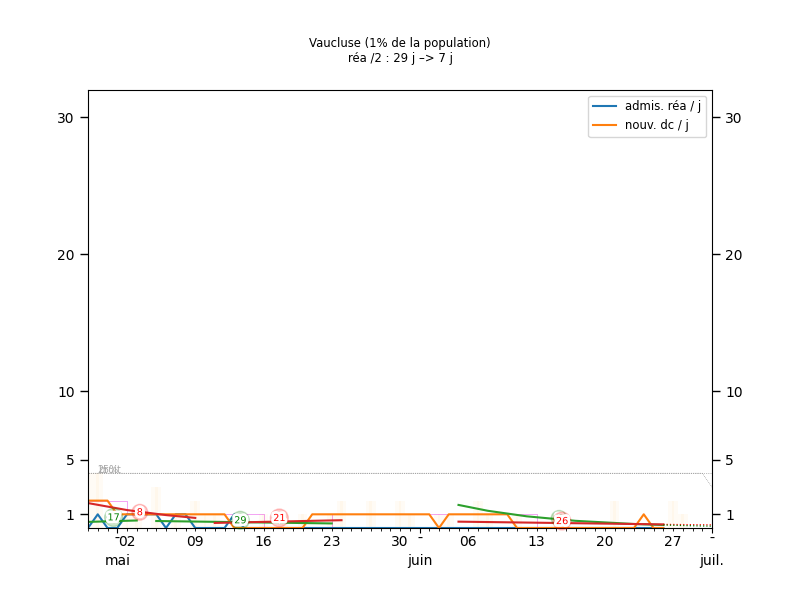 Vaucluse (1% de la population)
réa /2 : 29 j –> 7 j
admis. réa / j
nouv. dc / j
30 30
20 20
10 10
5 5
1 1
17 8 29 21 26
02 09 16 23 30 06 13 20 27
mai juin juil.